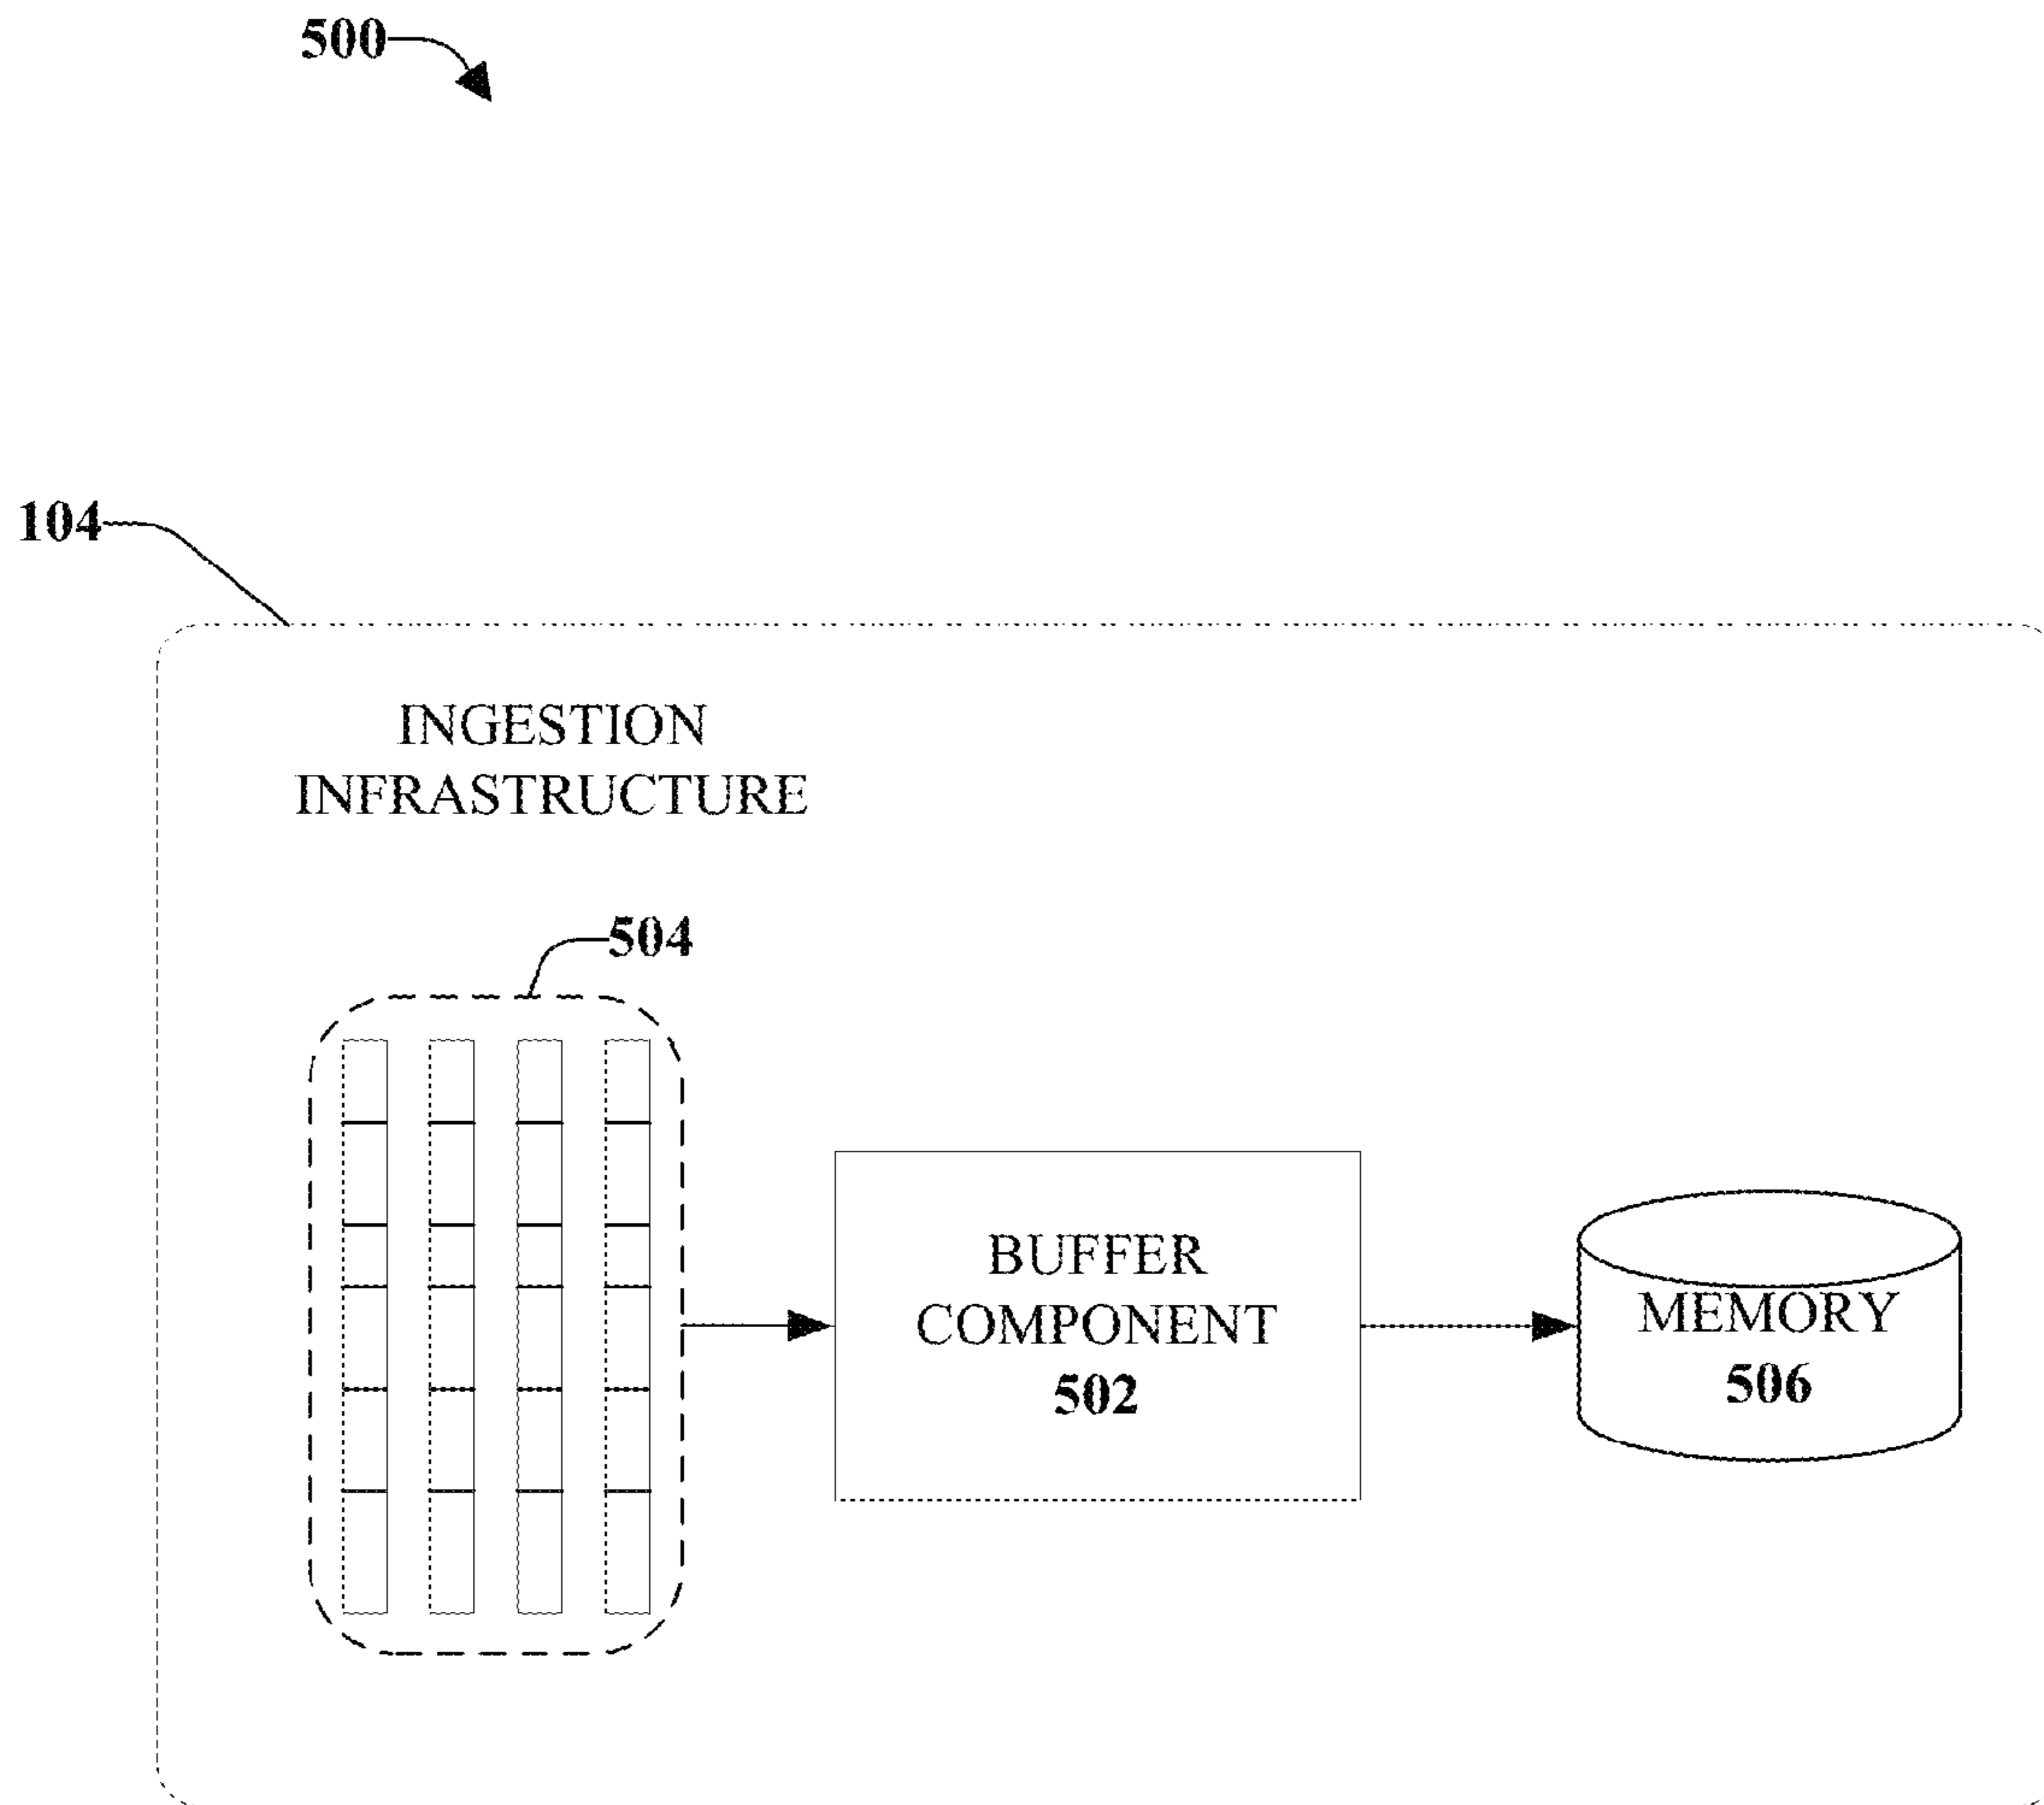 500
104
INGESTION
INFRASTRUCTURE
504
BUFFER
COMPONENT
502
MEMORY
506